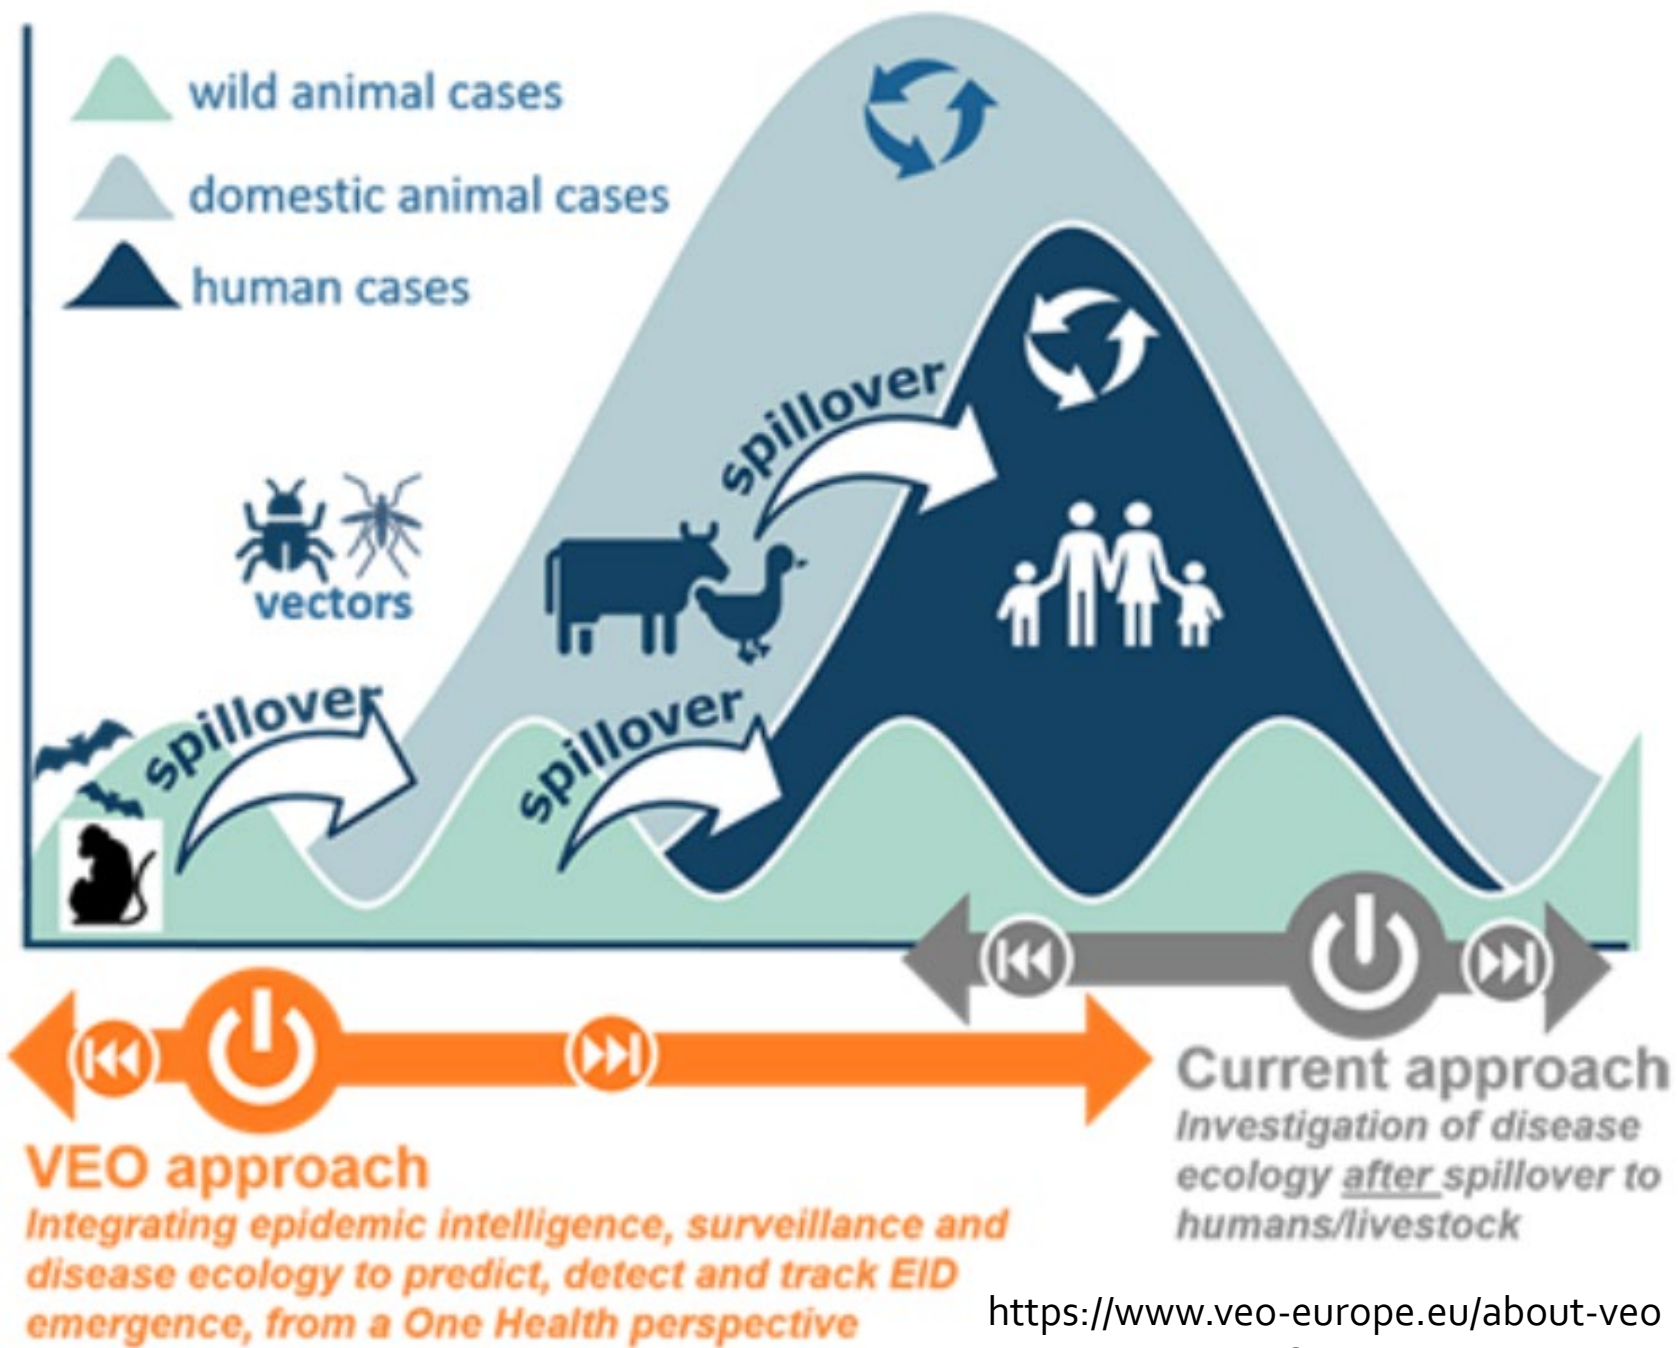 wild animal cases
domestic animal cases
human cases
spillover
vectors
spillover
spillover
VEO approach
Integrating epidemic intelligence, surveillance and
disease ecology to predict, detect and track EID
emergence, from a One Health perspective
Current approach
Investigation of disease
ecology after spillover to
humans/livestock
https://www.veo-europe.eu/about-veo